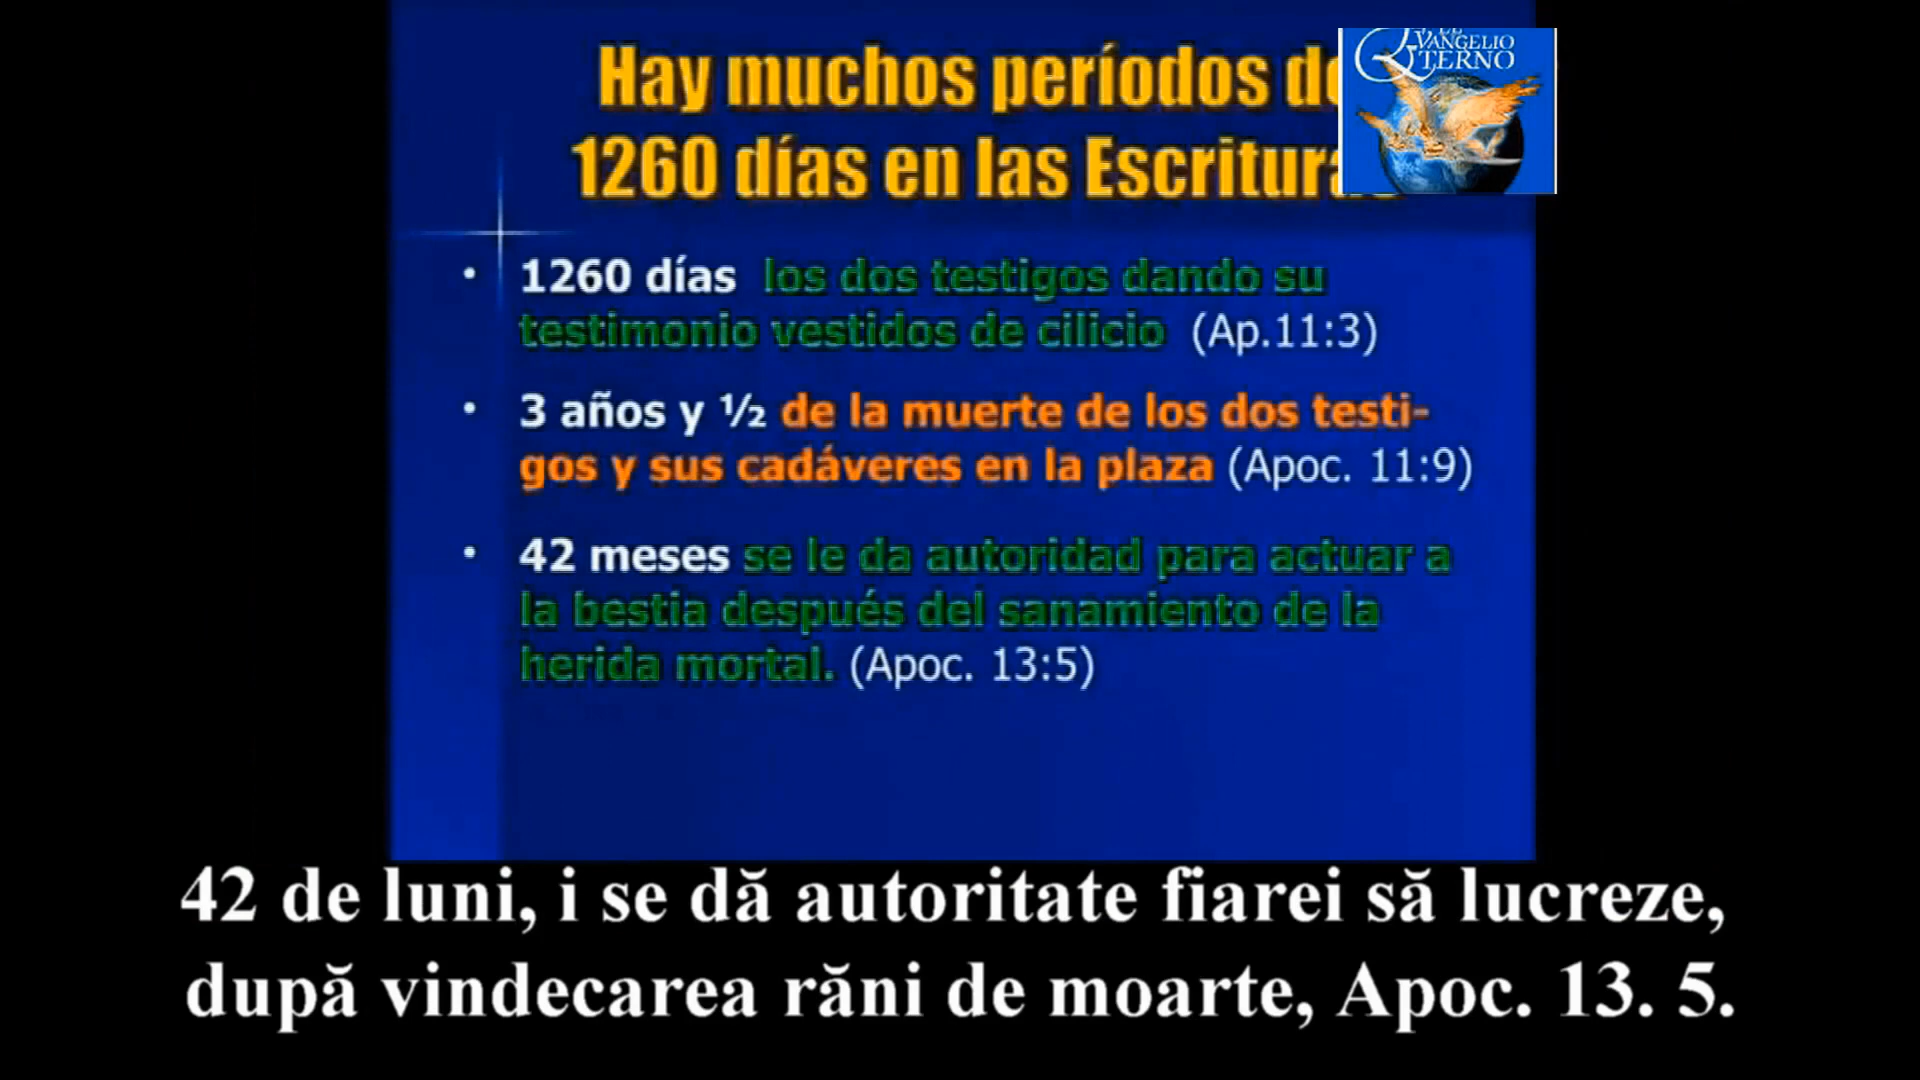 Hay muchos períodos de
1260 días en las Escrituras
VANGELIO
TERNO
• 1260 días los dos testigos dando su
testimonio vestidos de cilicio (Ap.11:3)
• 3 años y ½ de la muerte de los dos testi-
gos y sus cadáveres en la plaza (Apoc. 11:9)
• 42 meses se le da autoridad para actuar a
la bestia después del sanamiento de la
herida mortal. (Apoc. 13:5)
42 de luni, i se dă autoritate fiarei să lucreze,
după vindecarea răni de moarte, Apoc. 13. 5.